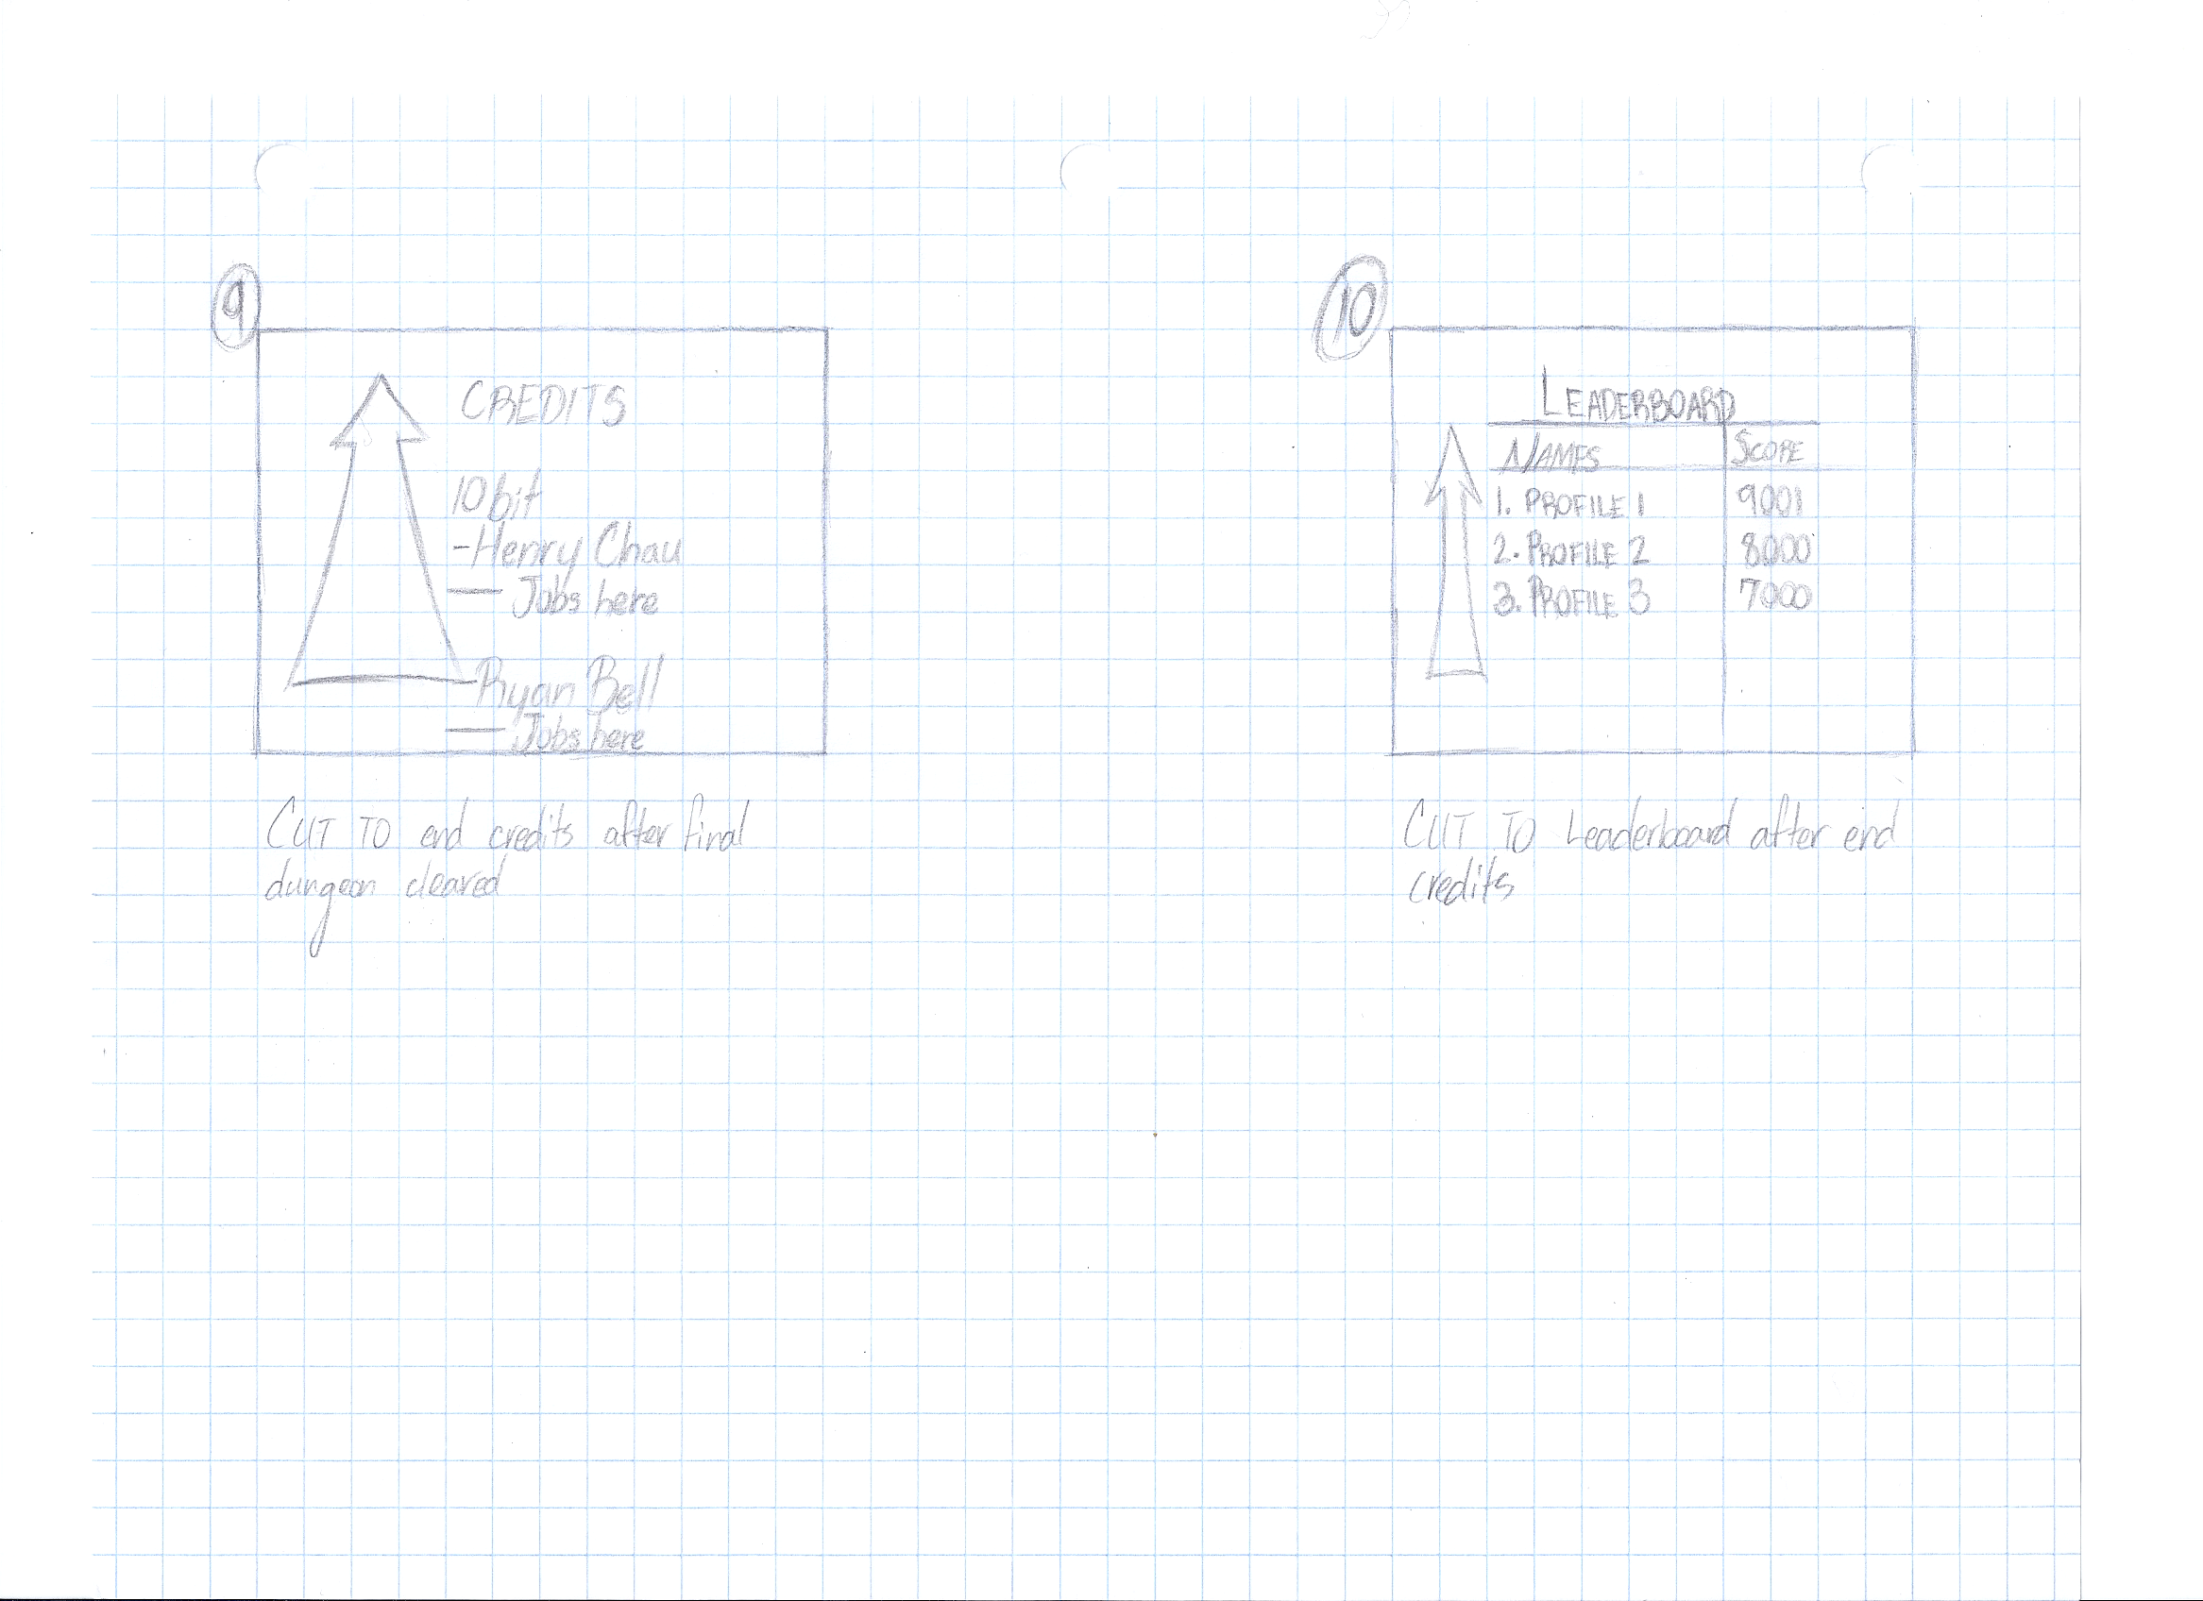 9
CREDITS
10bit
-Henry Chau
— Jobs here
Ryan Bell
— Jobs here
CUT TO end credits after final
dungeon cleared
10
LEADERBOARD
NAMES SCORE
1. PROFILE 1 9001
2. PROFILE 2 8000
3. PROFILE 3 7000
CUT TO Leaderboard after end
credits